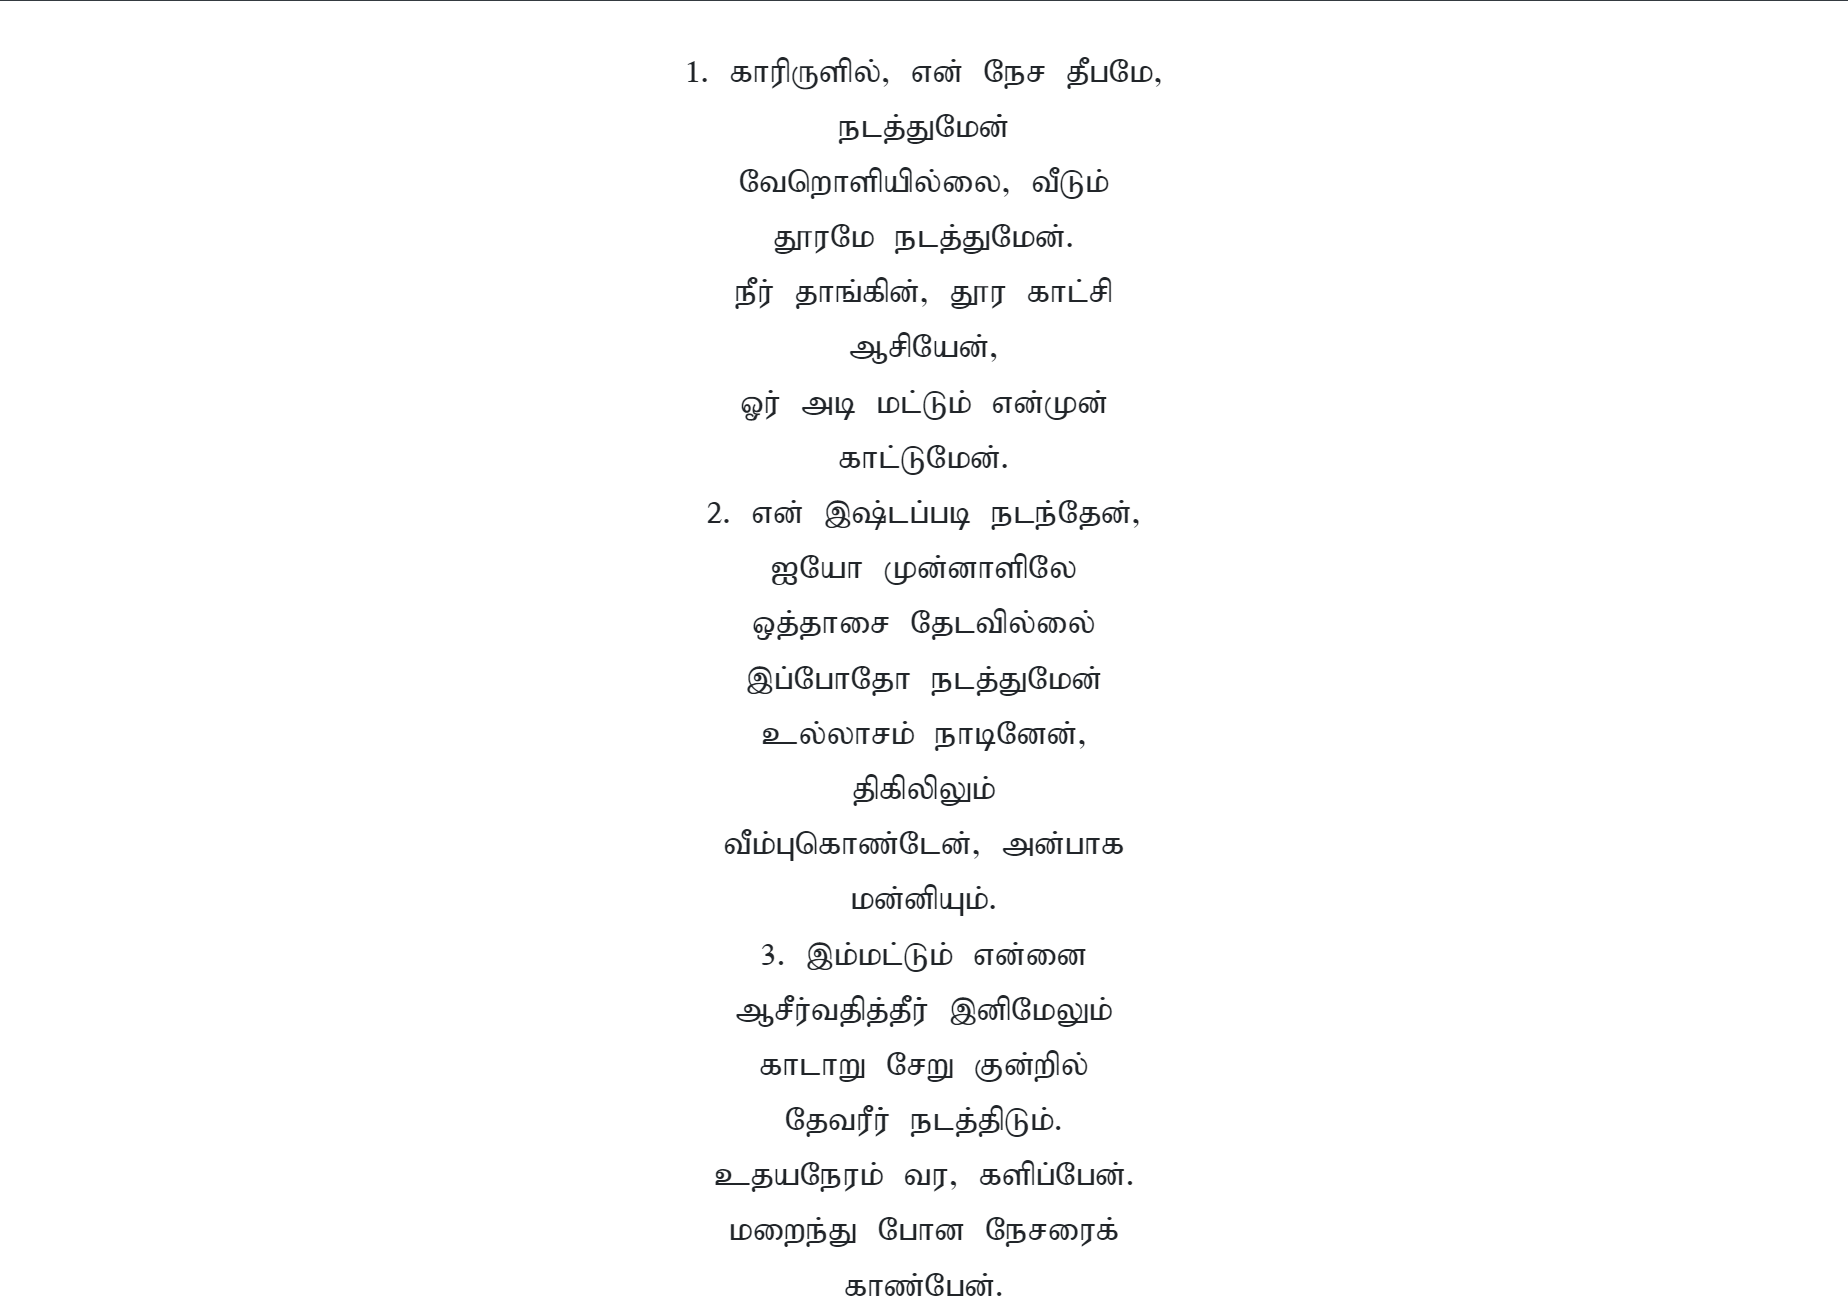 1. காரிருளில், என் நேச தீபமே,
நடத்துமேன்
வேறொளியில்லை, வீடும்
தூரமே நடத்துமேன்.
நீர் தாங்கின், தூர காட்சி
ஆசியேன்,
ஓர் அடி மட்டும் என்முன்
காட்டுமேன்.
2. என் இஷ்டப்படி நடந்தேன்,
ஐயோ முன்னாளிலே
ஒத்தாசை தேடவில்லை்
இப்போதோ நடத்துமேன்
உல்லாசம் நாடினேன்,
திகிலிலும்
வீம்புகொண்டேன், அன்பாக
மன்னியும்.
3. இம்மட்டும் என்னை
ஆசீர்வதித்தீர் இனிமேலும்
காடாறு சேறு குன்றில்
தேவரீர் நடத்திடும்.
உதயநேரம் வர, களிப்பேன்.
மறைந்து போன நேசரைக்
காண்பேன்.